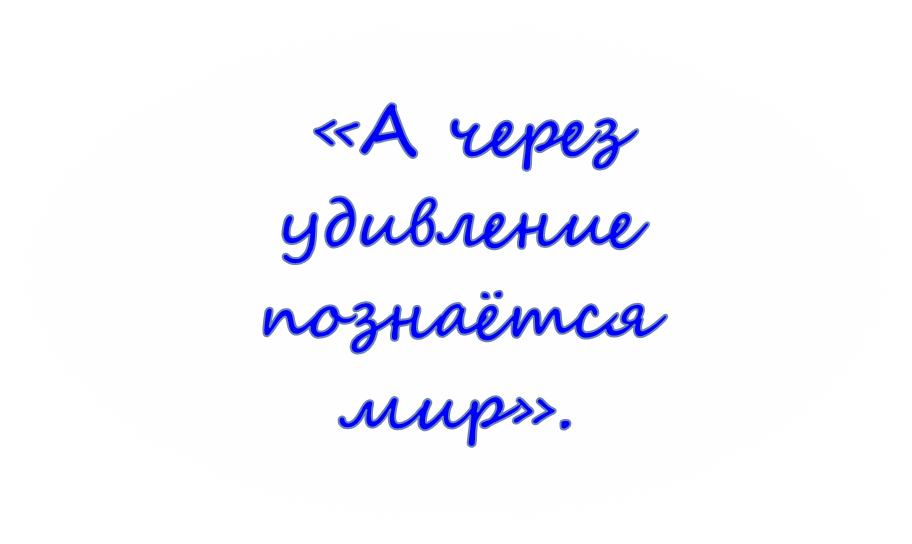 «А через
удивление
познаётся
мир».